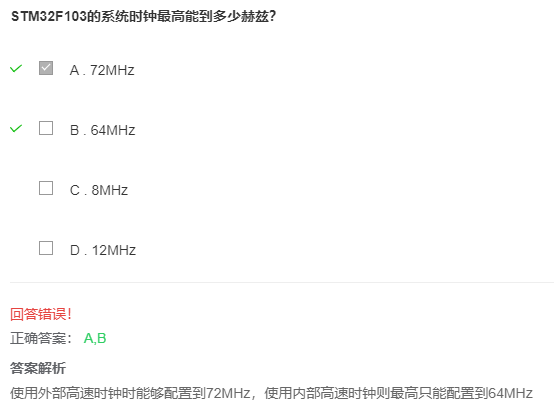 STM32F103的系统时钟最高能到多少赫兹？
A . 72MHz
B . 64MHz
C . 8MHz
D . 12MHz
回答错误！
正确答案： A,B
答案解析
使用外部高速时钟时能够配置到72MHz，使用内部高速时钟则最高只能配置到64MHz